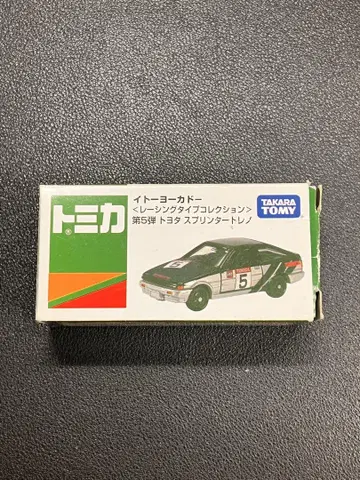 トミカ
イトーヨーカドー
＜レーシングタイプコレクション＞
第5弾 トヨタ スプリンタートレノ
TAKARA
TOMY
5